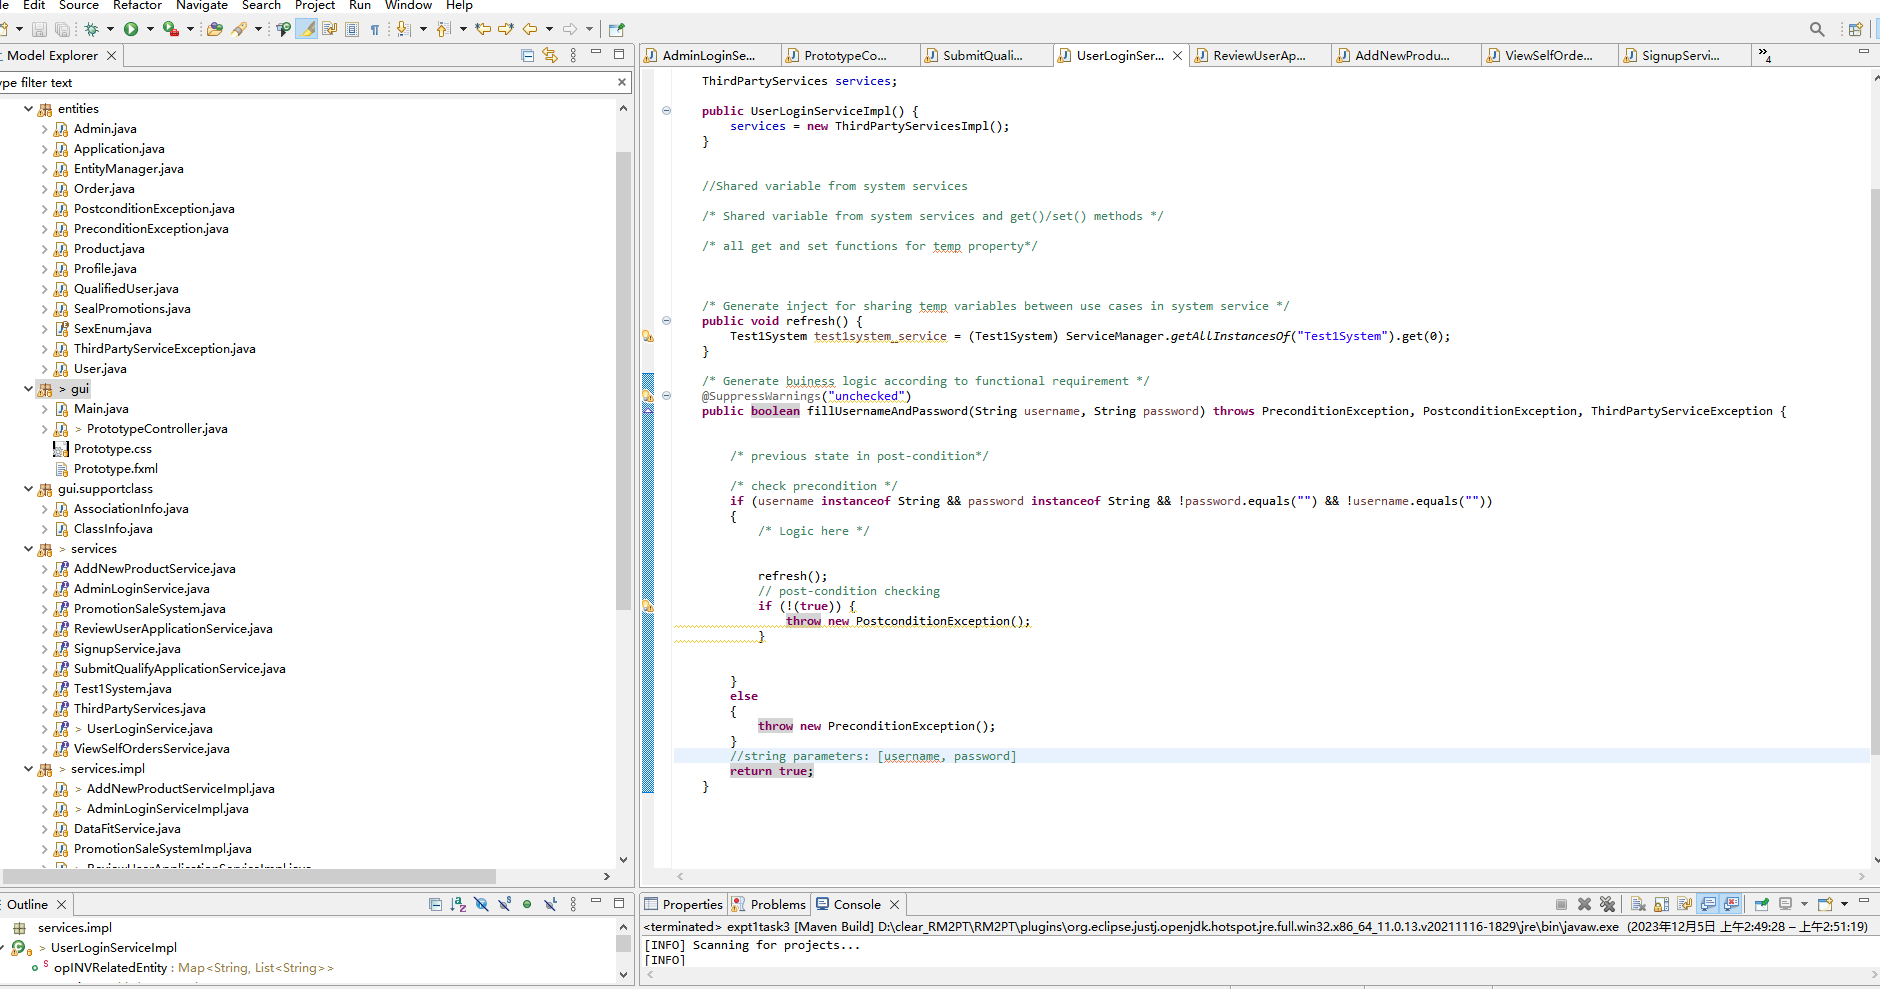 Edit Source Refactor Navigate Search Project Run Window Help
Model Explorer
ype filter text
entities
Admin.java
Application.java
EntityManager.java
Order.java
PostconditionException.java
PreconditionException.java
Product.java
Profile.java
QualifiedUser.java
SealPromotions.java
SexEnum.java
ThirdPartyServiceException.java
User.java
> gui
Main.java
> PrototypeController.java
Prototype.css
Prototype.fxml
gui.supportclass
AssociationInfo.java
ClassInfo.java
> services
AddNewProductService.java
AdminLoginService.java
PromotionSaleSystem.java
ReviewUserApplicationService.java
SignupService.java
SubmitQualifyApplicationService.java
Test1System.java
ThirdPartyServices.java
> UserLoginService.java
ViewSelfOrdersService.java
> services.impl
> AddNewProductServiceImpl.java
> AdminLoginServiceImpl.java
DataFitService.java
PromotionSaleSystemImpl.java
Outline
services.impl
> UserLoginServiceImpl
S opINVRelatedEntity : Map<String, List<String>>
AdminLoginSe... PrototypeCo... SubmitQuali... UserLoginSer... ReviewUserAp... AddNewProdu... ViewSelfOrde... SignupServi... »4
ThirdPartyServices services;
public UserLoginServiceImpl() {
services = new ThirdPartyServicesImpl();
}
//Shared variable from system services
/* Shared variable from system services and get()/set() methods */
/* all get and set functions for temp property*/
/* Generate inject for sharing temp variables between use cases in system service */
public void refresh() {
Test1System test1system_service = (Test1System) ServiceManager.getAllInstancesOf("Test1System").get(0);
}
/* Generate buiness logic according to functional requirement */
@SuppressWarnings("unchecked")
public boolean fillUsernameAndPassword(String username, String password) throws PreconditionException, PostconditionException, ThirdPartyServiceException {
/* previous state in post-condition*/
/* check precondition */
if (username instanceof String && password instanceof String && !password.equals("") && !username.equals(""))
{
/* Logic here */
refresh();
// post-condition checking
if (!(true)) {
throw new PostconditionException();
}
}
else
{
throw new PreconditionException();
}
//string parameters: [username, password]
return true;
}
Properties Problems Console
<terminated> expt1task3 [Maven Build] D:\clear_RM2PT\RM2PT\plugins\org.eclipse.justj.openjdk.hotspot.jre.full.win32.x86_64_11.0.13.v20211116-1829\jre\bin\javaw.exe (2023年12月5日 上午2:49:28 – 上午2:51:19)
[INFO] Scanning for projects...
[INFO]